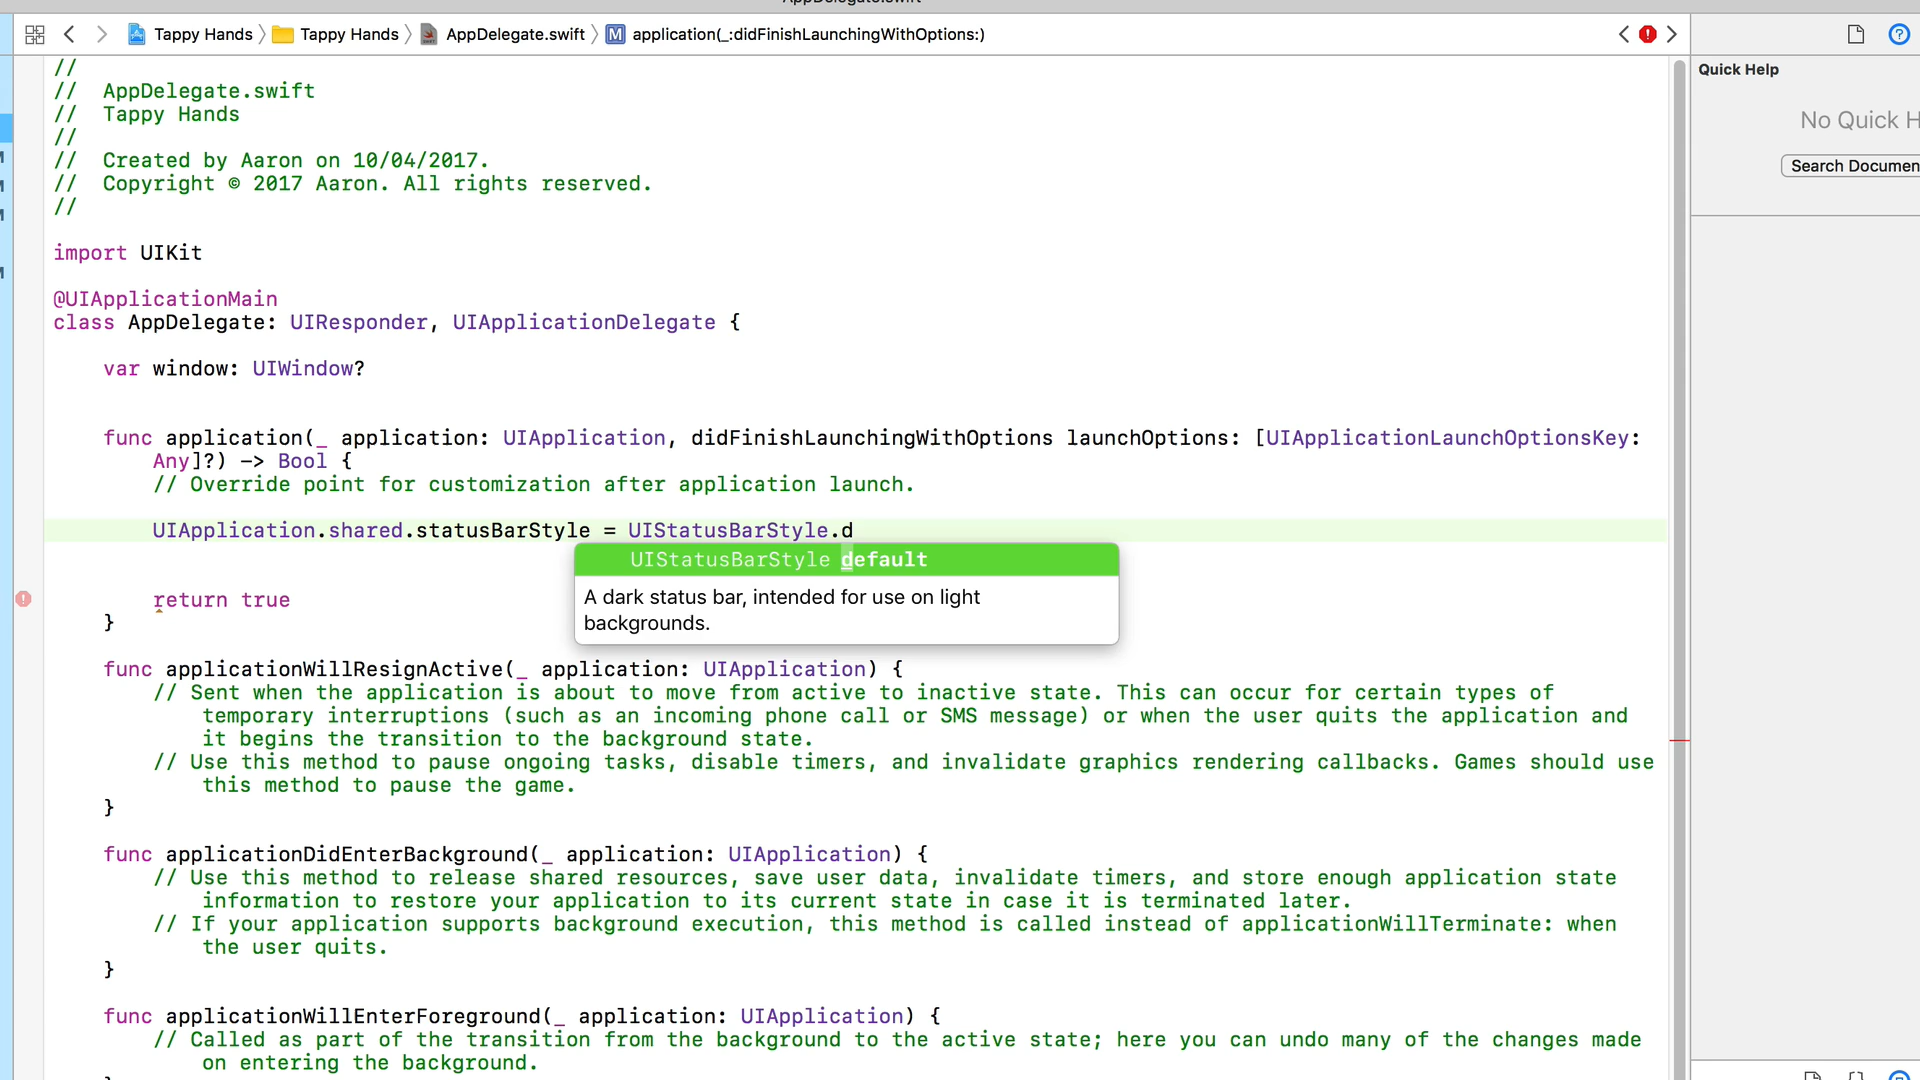 Tappy Hands Tappy Hands AppDelegate.swift M application(_:didFinishLaunchingWithOptions:)
Quick Help
No Quick H
Search Documen
//
// AppDelegate.swift
// Tappy Hands
//
// Created by Aaron on 10/04/2017.
// Copyright © 2017 Aaron. All rights reserved.
//
import UIKit
@UIApplicationMain
class AppDelegate: UIResponder, UIApplicationDelegate {
var window: UIWindow?
func application(_ application: UIApplication, didFinishLaunchingWithOptions launchOptions: [UIApplicationLaunchOptionsKey:
Any]?) -> Bool {
// Override point for customization after application launch.
UIApplication.shared.statusBarStyle = UIStatusBarStyle.d
UIStatusBarStyle default
A dark status bar, intended for use on light
backgrounds.
return true
}
func applicationWillResignActive(_ application: UIApplication) {
// Sent when the application is about to move from active to inactive state. This can occur for certain types of
temporary interruptions (such as an incoming phone call or SMS message) or when the user quits the application and
it begins the transition to the background state.
// Use this method to pause ongoing tasks, disable timers, and invalidate graphics rendering callbacks. Games should use
this method to pause the game.
}
func applicationDidEnterBackground(_ application: UIApplication) {
// Use this method to release shared resources, save user data, invalidate timers, and store enough application state
information to restore your application to its current state in case it is terminated later.
// If your application supports background execution, this method is called instead of applicationWillTerminate: when
the user quits.
}
func applicationWillEnterForeground(_ application: UIApplication) {
// Called as part of the transition from the background to the active state; here you can undo many of the changes made
on entering the background.